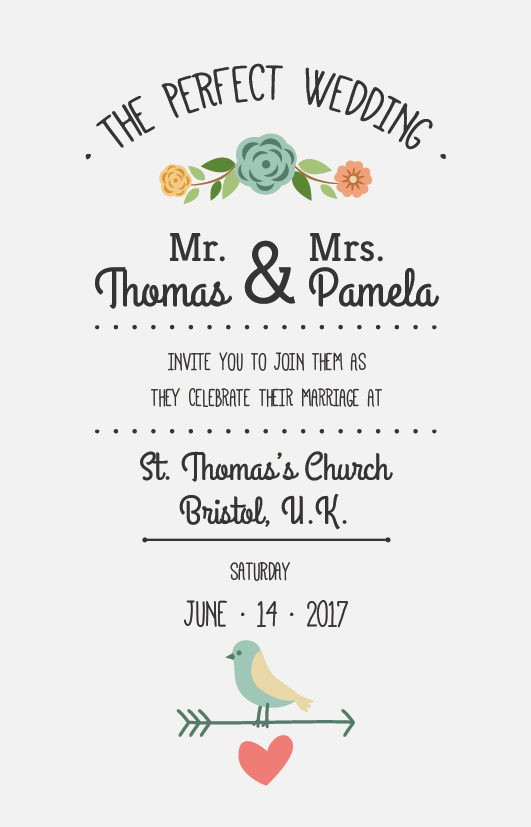 THE PERFECT WEDDING
Mr. & Mrs.
Thomas Pamela
INVITE YOU TO JOIN THEM AS
THEY CELEBRATE THEIR MARRIAGE AT
St. Thomas's Church
Bristol, U.K.
SATURDAY
JUNE · 14 · 2017